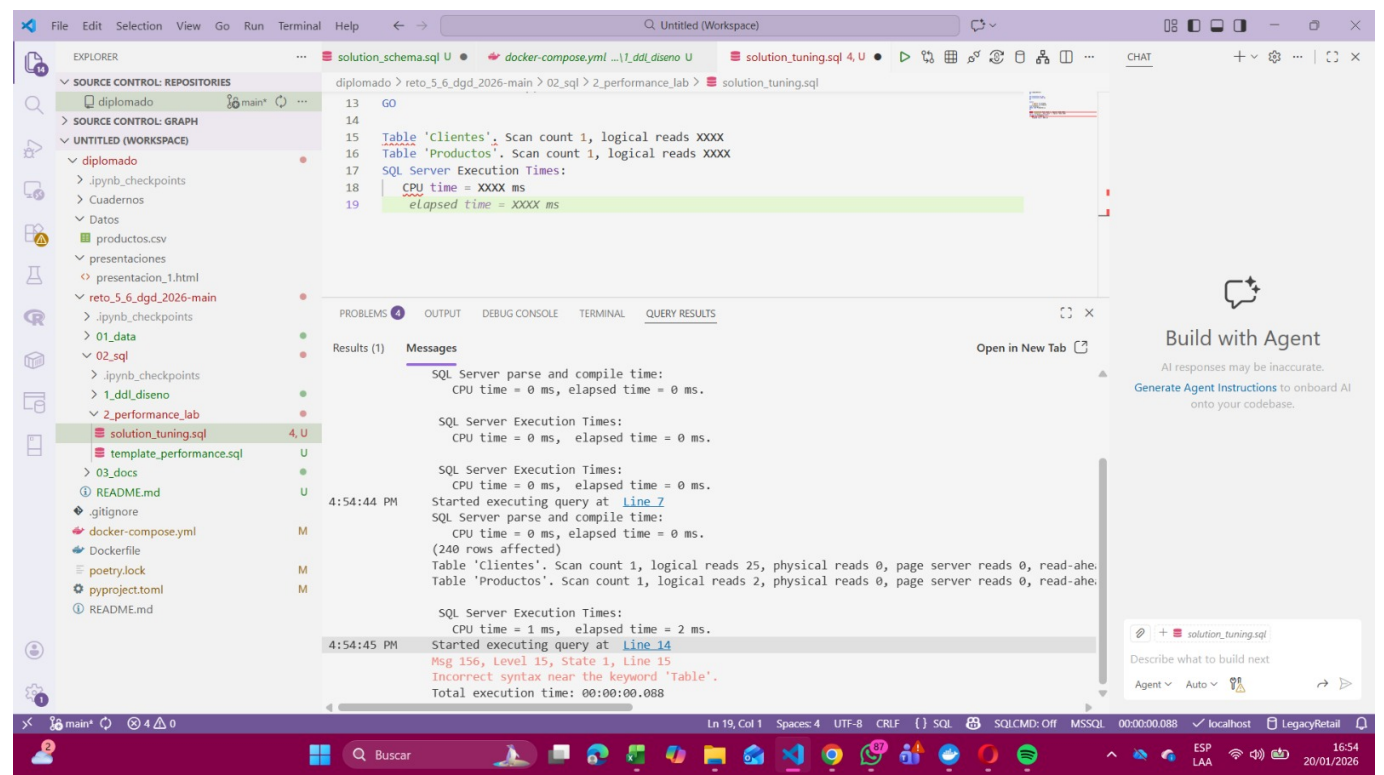 File Edit Selection View Go Run Terminal Help
Untitled (Workspace)
EXPLORER
SOURCE CONTROL: REPOSITORIES
diplomado main*
SOURCE CONTROL: GRAPH
UNTITLED (WORKSPACE)
diplomado
.ipynb_checkpoints
Cuadernos
Datos
productos.csv
presentaciones
presentacion_1.html
reto_5_6_dgd_2026-main
.ipynb_checkpoints
01_data
02_sql
.ipynb_checkpoints
1_ddl_diseno
2_performance_lab
solution_tuning.sql 4, U
template_performance.sql U
03_docs
README.md U
.gitignore
docker-compose.yml M
Dockerfile
poetry.lock M
pyproject.toml M
README.md
14
1
solution_schema.sql U
docker-compose.yml ...\1_ddl_diseno U
solution_tuning.sql 4, U
diplomado > reto_5_6_dgd_2026-main > 02_sql > 2_performance_lab > solution_tuning.sql
13 GO
14
15 Table 'Clientes'. Scan count 1, logical reads XXXX
16 Table 'Productos'. Scan count 1, logical reads XXXX
17 SQL Server Execution Times:
18 CPU time = XXXX ms
19 elapsed time = XXXX ms
PROBLEMS 4 OUTPUT DEBUG CONSOLE TERMINAL QUERY RESULTS
Results (1) Messages Open in New Tab
SQL Server parse and compile time:
CPU time = 0 ms, elapsed time = 0 ms.
SQL Server Execution Times:
CPU time = 0 ms, elapsed time = 0 ms.
SQL Server Execution Times:
CPU time = 0 ms, elapsed time = 0 ms.
4:54:44 PM Started executing query at Line 7
SQL Server parse and compile time:
CPU time = 0 ms, elapsed time = 0 ms.
(240 rows affected)
Table 'Clientes'. Scan count 1, logical reads 25, physical reads 0, page server reads 0, read-ahe
Table 'Productos'. Scan count 1, logical reads 2, physical reads 0, page server reads 0, read-ahe
SQL Server Execution Times:
CPU time = 1 ms, elapsed time = 2 ms.
4:54:45 PM Started executing query at Line 14
Msg 156, Level 15, State 1, Line 15
Incorrect syntax near the keyword 'Table'.
Total execution time: 00:00:00.088
CHAT
Build with Agent
AI responses may be inaccurate.
Generate Agent Instructions to onboard AI
onto your codebase.
solution_tuning.sql
Describe what to build next
Agent Auto
main* 4 0 Ln 19, Col 1 Spaces: 4 UTF-8 CRLF {} SQL SQLCMD: Off MSSQL 00:00:00.088 localhost LegacyRetail
2
Buscar
87
ESP
LAA
16:54
20/01/2026